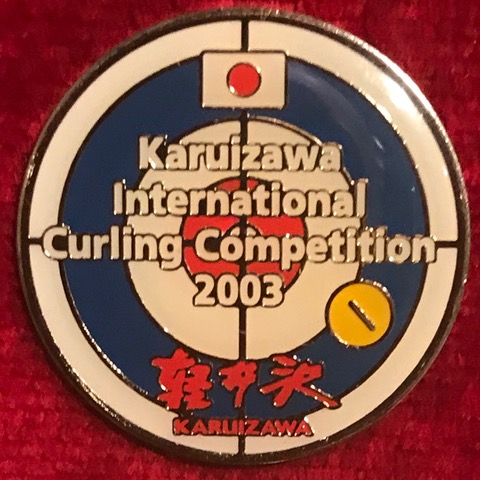 Karuizawa
International
Curling Competition
2003
軽井沢
KARUIZAWA